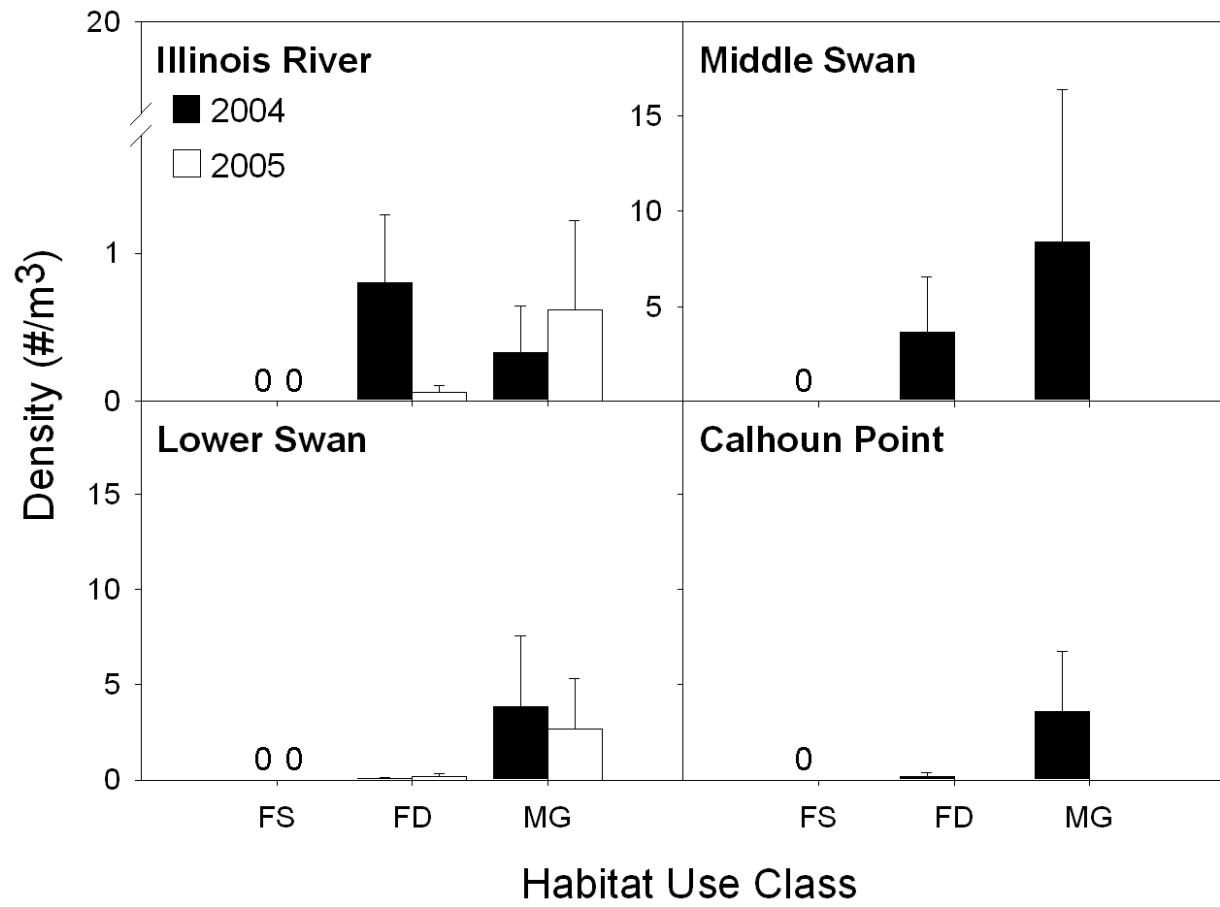 Density (#/m3)
20
1
0
Illinois River
2004
2005
0 0
Middle Swan
15
10
5
0
Lower Swan
15
10
5
0
0 0
Calhoun Point
0
FS FD MG
FS FD MG
Habitat Use Class